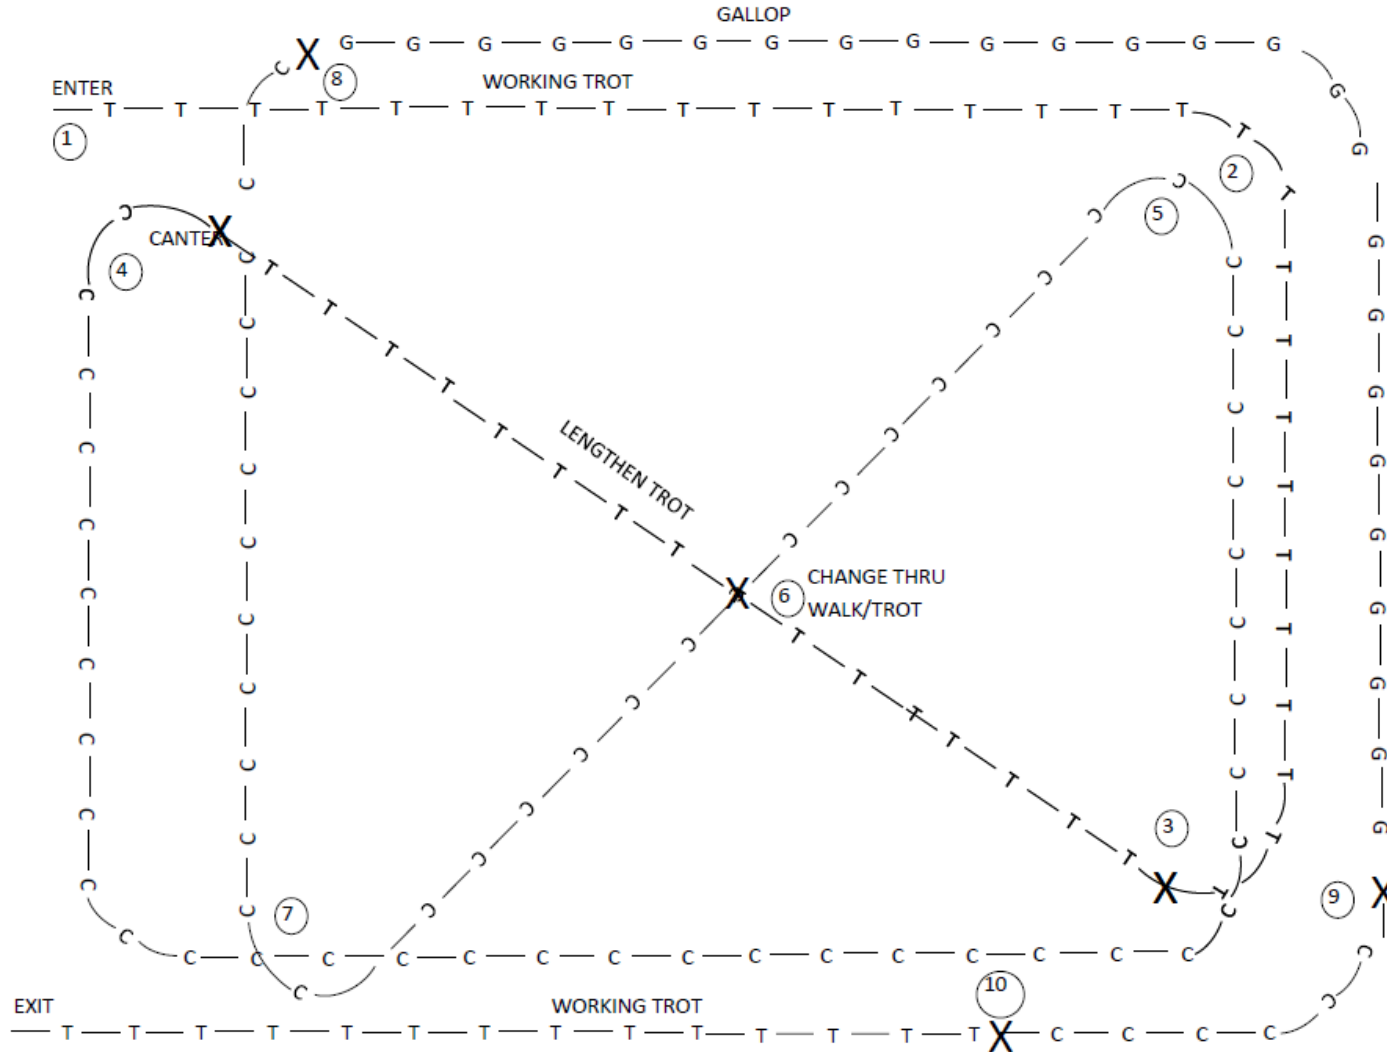 GALLOP
X G G G G G G G G G G G G G G
C
8
G
ENTER
WORKING TROT
T T T T T T T T T T T T T T T T
T
1
2
G
C
C
T
C
C
5
4
CANTER
X
G
T
C
T
C
LENGTHEN TROT
X
6
CHANGE THRU
WALK/TROT
3
X
7
9
X
C C C C C C C C C C C C C C C
10
EXIT
WORKING TROT
T T T T T T T T T T T T T X C C C C